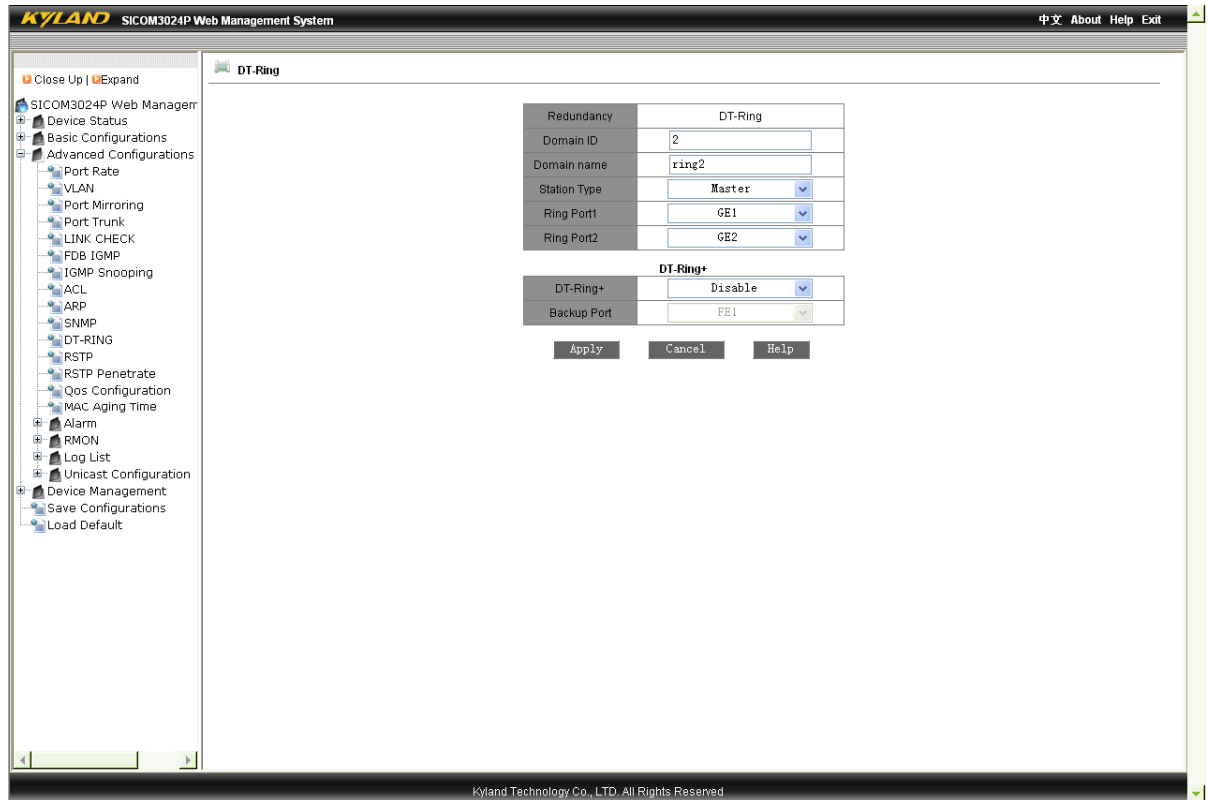 KYLAND SICOM3024P Web Management System 中文 About Help Exit
Close Up | Expand
SICOM3024P Web Managem
Device Status
Basic Configurations
Advanced Configurations
Port Rate
VLAN
Port Mirroring
Port Trunk
LINK CHECK
FDB IGMP
IGMP Snooping
ACL
ARP
SNMP
DT-RING
RSTP
RSTP Penetrate
Qos Configuration
MAC Aging Time
Alarm
RMON
Log List
Unicast Configuration
Device Management
Save Configurations
Load Default
DT-Ring
Redundancy DT-Ring
Domain ID 2
Domain name ring2
Station Type Master
Ring Port1 GE1
Ring Port2 GE2
DT-Ring+
DT-Ring+ Disable
Backup Port FE1
Apply Cancel Help
Kyland Technology Co., LTD. All Rights Reserved